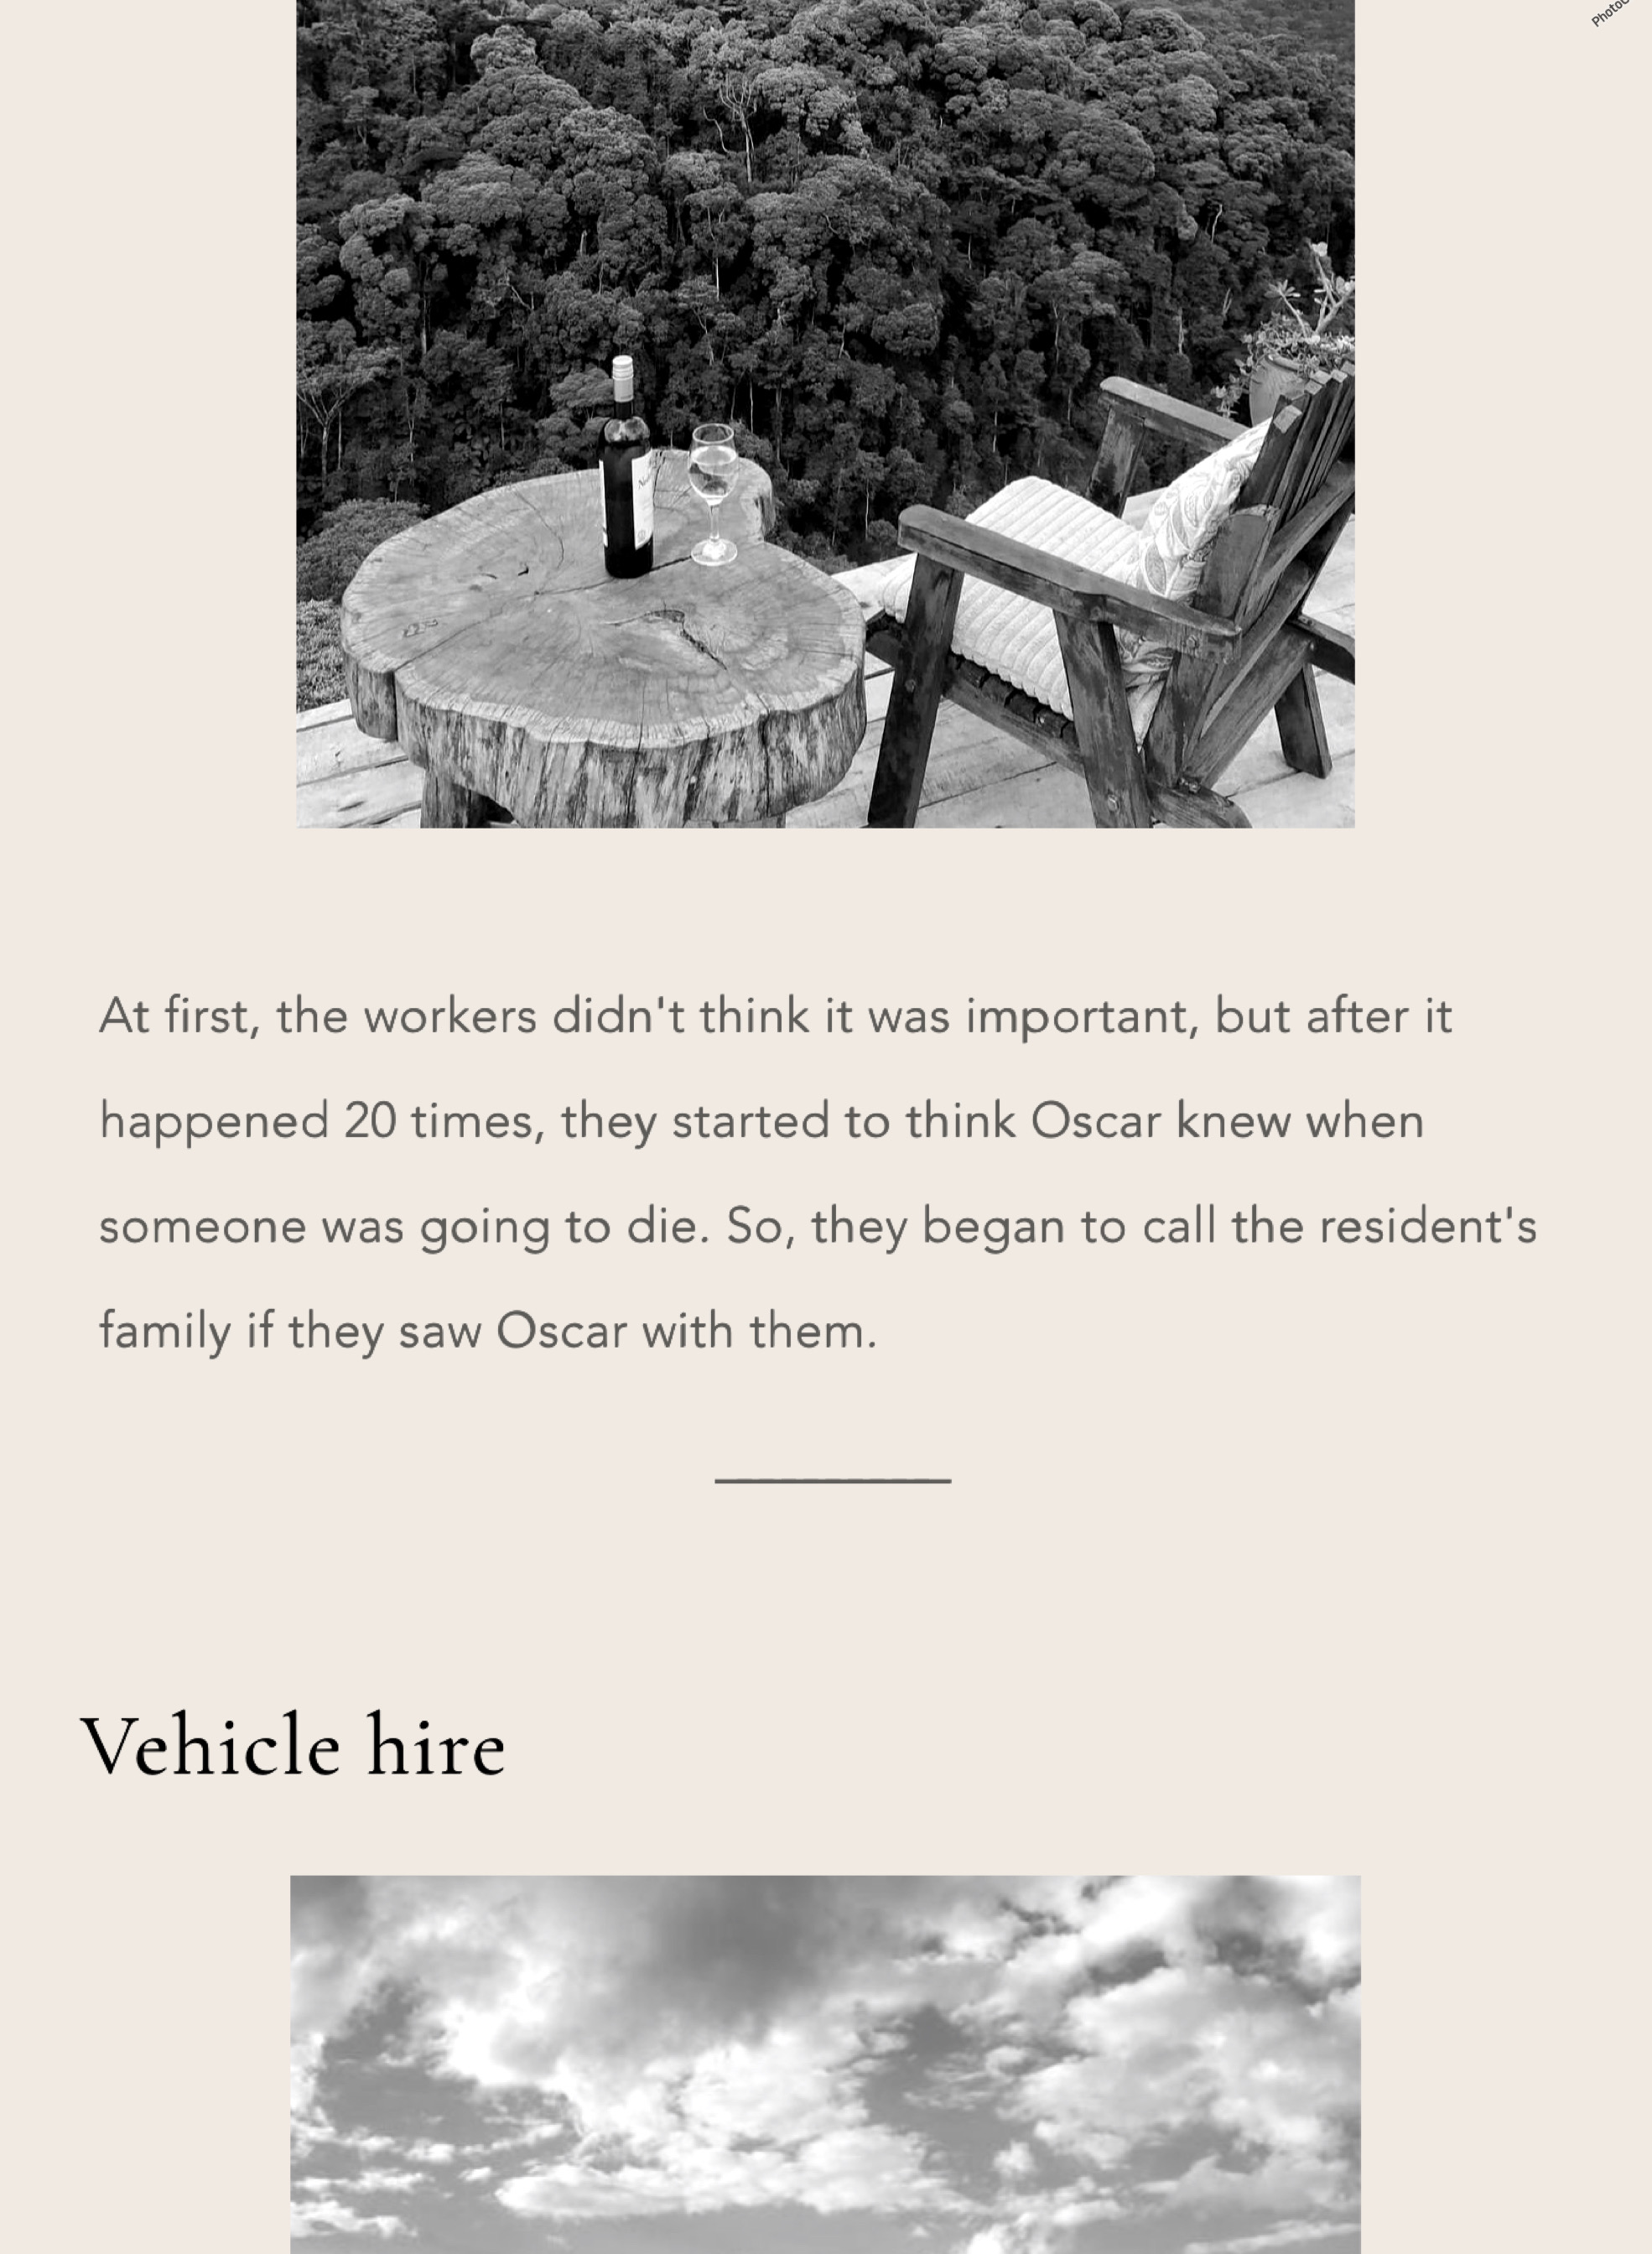 At first, the workers didn't think it was important, but after it
happened 20 times, they started to think Oscar knew when
someone was going to die. So, they began to call the resident's
family if they saw Oscar with them.
Vehicle hire